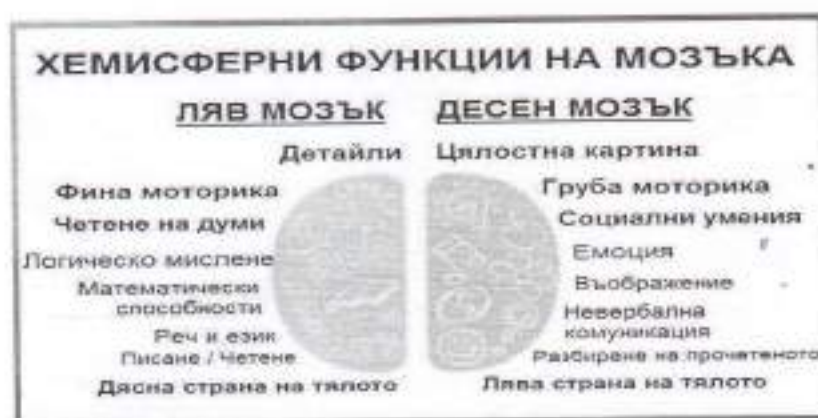 ХЕМИСФЕРНИ ФУНКЦИИ НА МОЗЪКА
ЛЯВ МОЗЪК
Детайли
Фина моторика
Четене на думи
Логическо мислене
Математически
способности
Реч и език
Писане / Четене
Дясна страна на тялото
ДЕСЕН МОЗЪК
Цялостна картина
Груба моторика
Социални умения
Емоция
Въображение
Невербална
комуникация
Разбиране на прочетеното
Лява страна на тялото